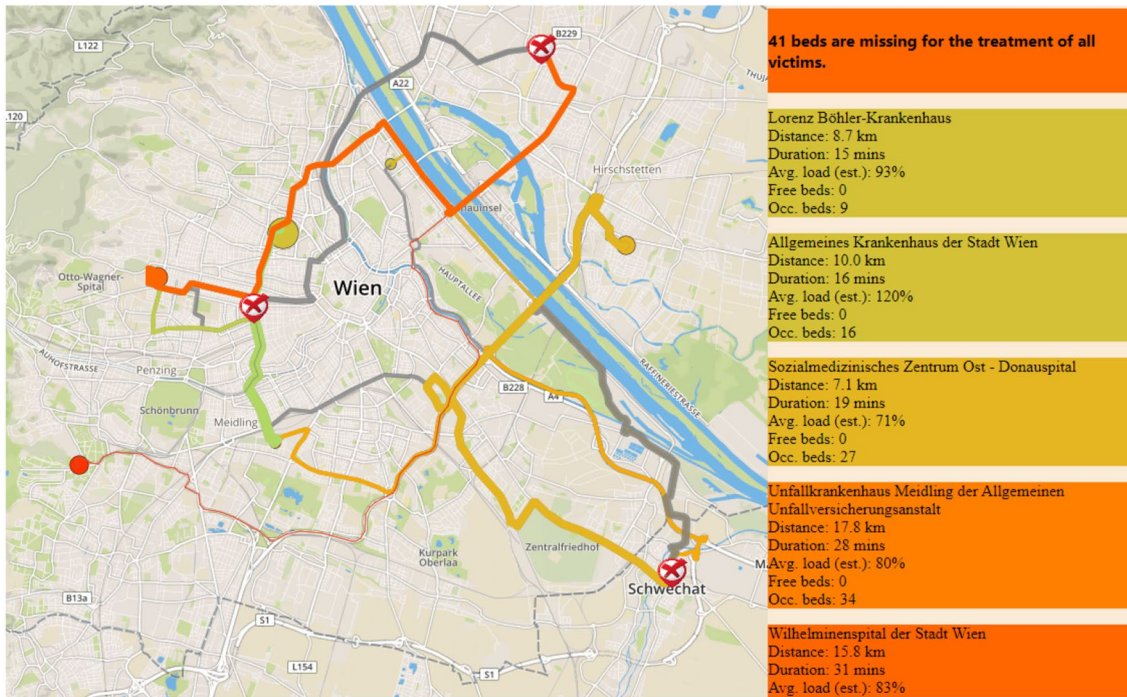 L122
B229
A22
THUJA
L120
Hirschstetten
Otto-Wagner-
Spital
Wien
HAUPTALLEE
AUHOFSTRASSE
Penzing
Schönbrunn
Meidling
B228
A4
RAFFINERIESTRASSE
Zentralfriedhof
Kurpark
Oberlaa
Schwechat
B13a
S1
L154
S1
41 beds are missing for the treatment of all
victims.
Lorenz Böhler-Krankenhaus
Distance: 8.7 km
Duration: 15 mins
Avg. load (est.): 93%
Free beds: 0
Occ. beds: 9
Allgemeines Krankenhaus der Stadt Wien
Distance: 10.0 km
Duration: 16 mins
Avg. load (est.): 120%
Free beds: 0
Occ. beds: 16
Sozialmedizinisches Zentrum Ost - Donauspital
Distance: 7.1 km
Duration: 19 mins
Avg. load (est.): 71%
Free beds: 0
Occ. beds: 27
Unfallkrankenhaus Meidling der Allgemeinen
Unfallversicherungsanstalt
Distance: 17.8 km
Duration: 28 mins
Avg. load (est.): 80%
Free beds: 0
Occ. beds: 34
Wilhelminenspital der Stadt Wien
Distance: 15.8 km
Duration: 31 mins
Avg. load (est.): 83%